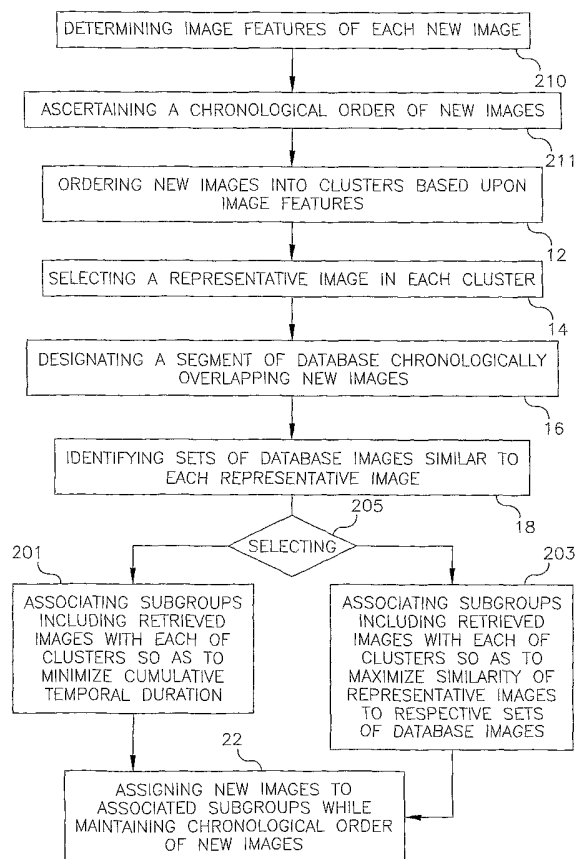 DETERMINING IMAGE FEATURES OF EACH NEW IMAGE
210
ASCERTAINING A CHRONOLOGICAL ORDER OF NEW IMAGES
211
ORDERING NEW IMAGES INTO CLUSTERS BASED UPON
IMAGE FEATURES
12
SELECTING A REPRESENTATIVE IMAGE IN EACH CLUSTER
14
DESIGNATING A SEGMENT OF DATABASE CHRONOLOGICALLY
OVERLAPPING NEW IMAGES
16
IDENTIFYING SETS OF DATABASE IMAGES SIMILAR TO
EACH REPRESENTATIVE IMAGE
18
205
SELECTING
201
ASSOCIATING SUBGROUPS
INCLUDING RETRIEVED
IMAGES WITH EACH OF
CLUSTERS SO AS TO
MINIMIZE CUMULATIVE
TEMPORAL DURATION
203
ASSOCIATING SUBGROUPS
INCLUDING RETRIEVED
IMAGES WITH EACH OF
CLUSTERS SO AS TO
MAXIMIZE SIMILARITY OF
REPRESENTATIVE IMAGES
TO RESPECTIVE SETS
OF DATABASE IMAGES
22
ASSIGNING NEW IMAGES TO
ASSOCIATED SUBGROUPS WHILE
MAINTAINING CHRONOLOGICAL ORDER
OF NEW IMAGES